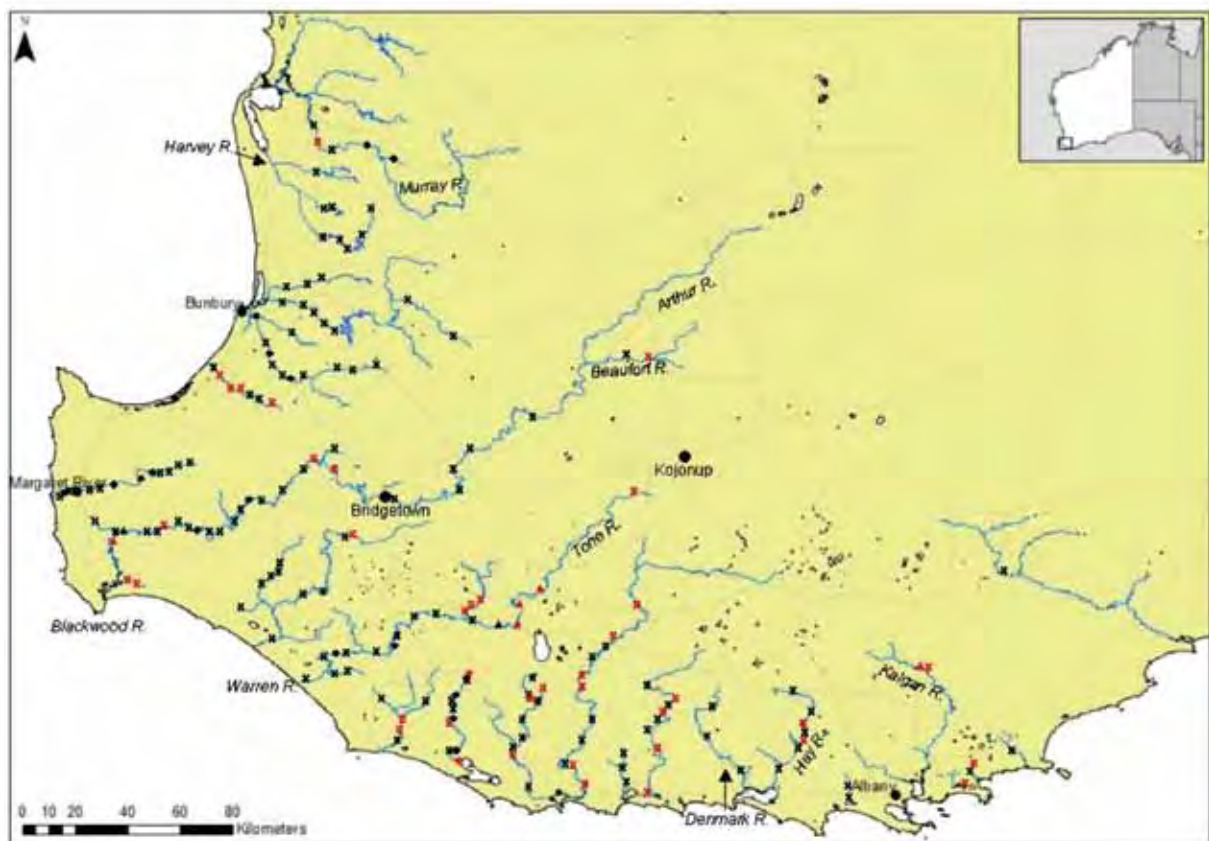 N
Harvey R.
Murray R.
Bunbury
Arthur R.
Beaufort R.
Margaret River
Kojonup
Bridgetown
Tone R.
Blackwood R.
Warren R.
Kalgan R.
Hay R.
Albany
Denmark R.
0 10 20 40 60 80
Kilometers